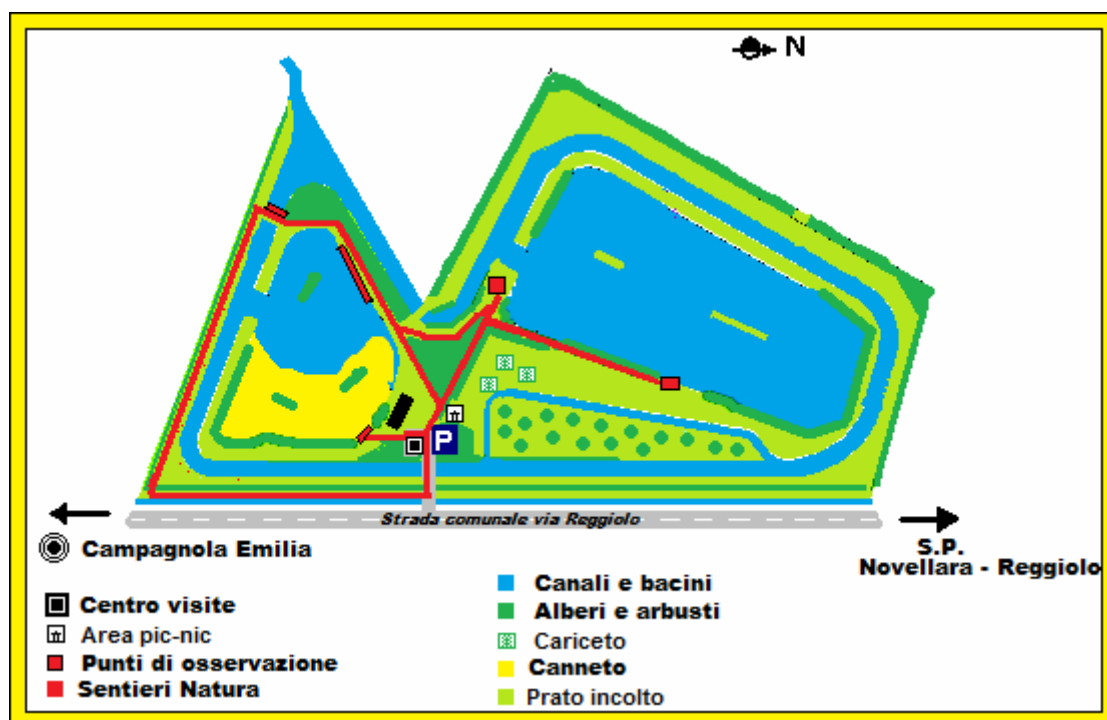 N
P
Strada comunale via Reggiolo
Campagnola Emilia
S.P.
Novellara - Reggiolo
Centro visite
Area pic-nic
Punti di osservazione
Sentieri Natura
Canali e bacini
Alberi e arbusti
Cariceto
Canneto
Prato incolto